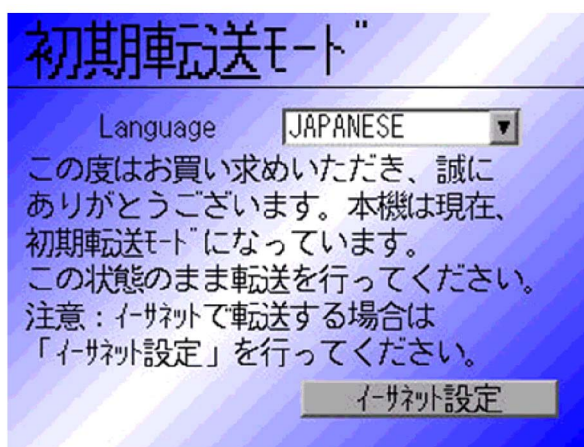 初期転送ﾓｰﾄﾞ
Language JAPANESE
この度はお買い求めいただき、誠に
ありがとうございます。本機は現在、
初期転送ﾓｰﾄﾞになっています。
この状態のまま転送を行ってください。
注意：ｲｰｻﾈｯﾄで転送する場合は
「ｲｰｻﾈｯﾄ設定」を行ってください。
ｲｰｻﾈｯﾄ設定